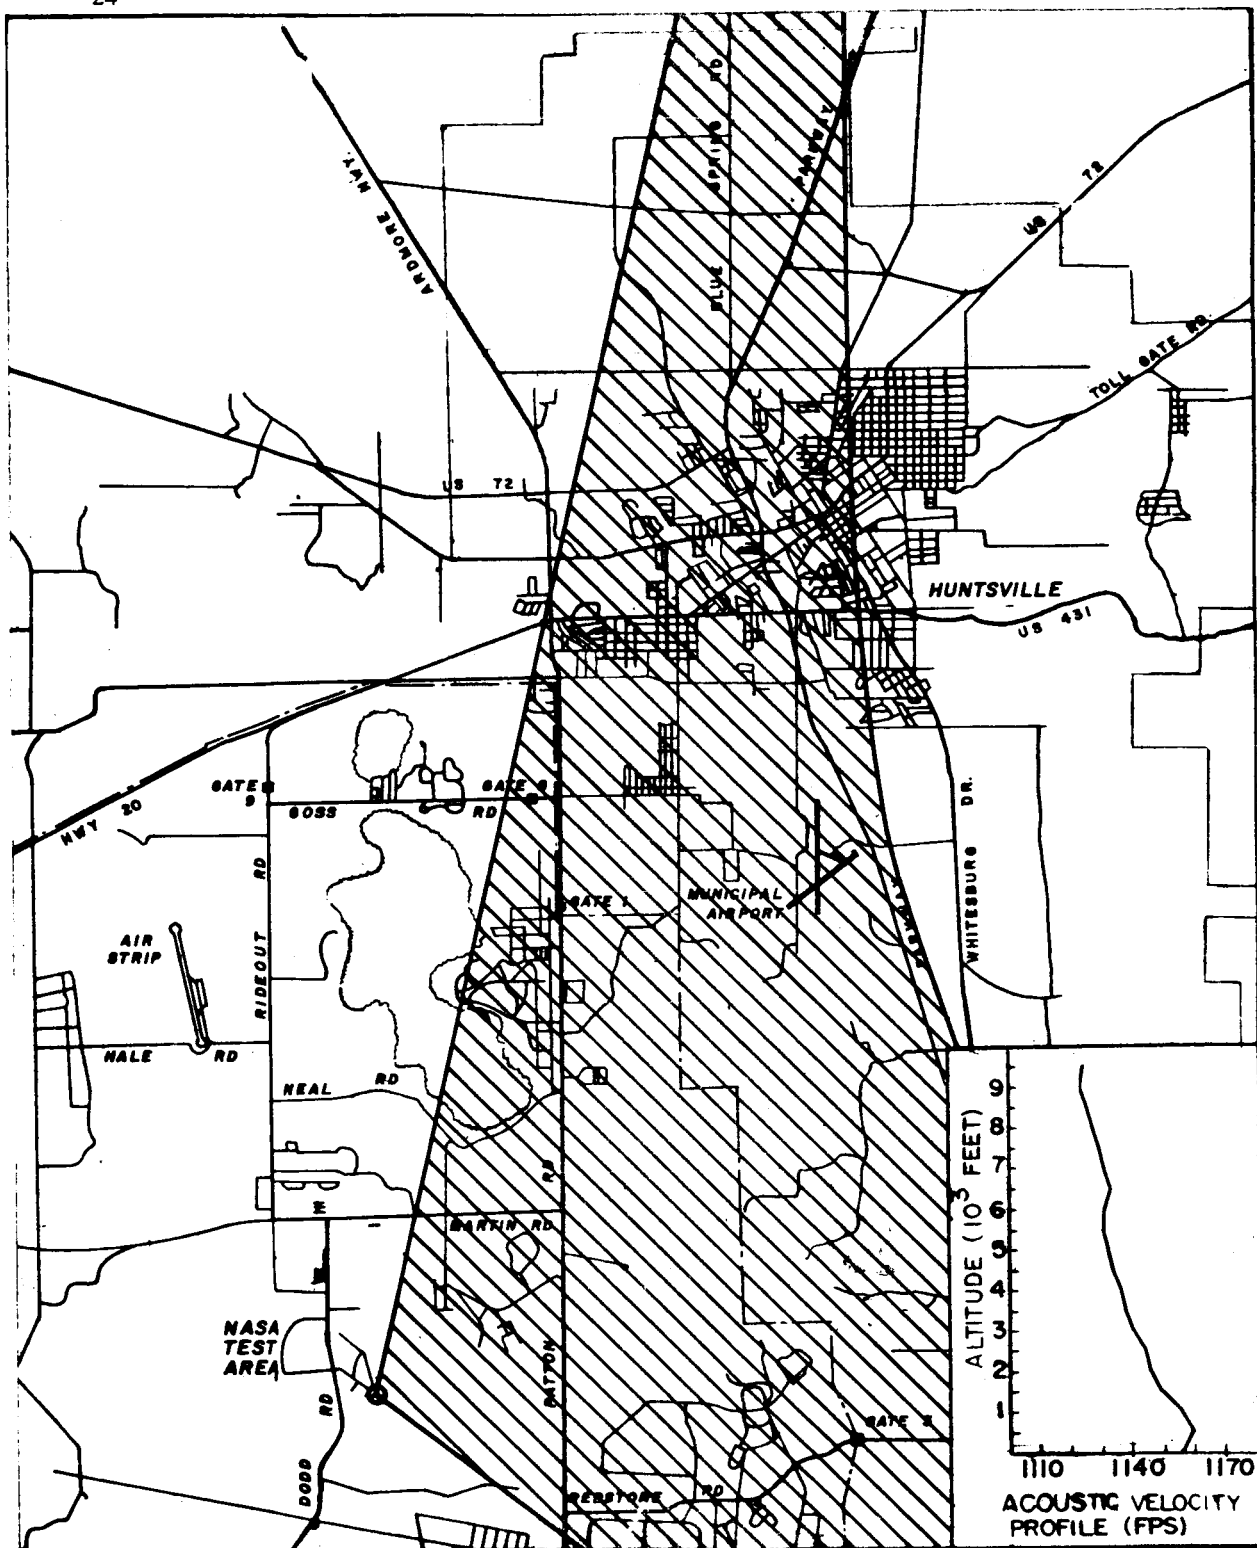 24
ARDMORE HWY.
BLUE SPRING RD
PARKWAY
US 72
TOLL GATE RD.
US 72
HUNTSVILLE
US 431
HWY 20
GATE 9
GOSS RD
GATE 8
RIDEOUT RD
GATE 1
MUNICIPAL
AIRPORT
PARKWAY
WHITESBURG DR.
AIR
STRIP
HALE RD
NEAL RD
MARTIN RD
PATTON RD
NASA
TEST
AREA
DODD RD
REDSTONE RD
GATE 3
ALTITUDE (10³ FEET)
9
8
7
6
5
4
3
2
1
1110 1140 1170
ACOUSTIC VELOCITY
PROFILE (FPS)